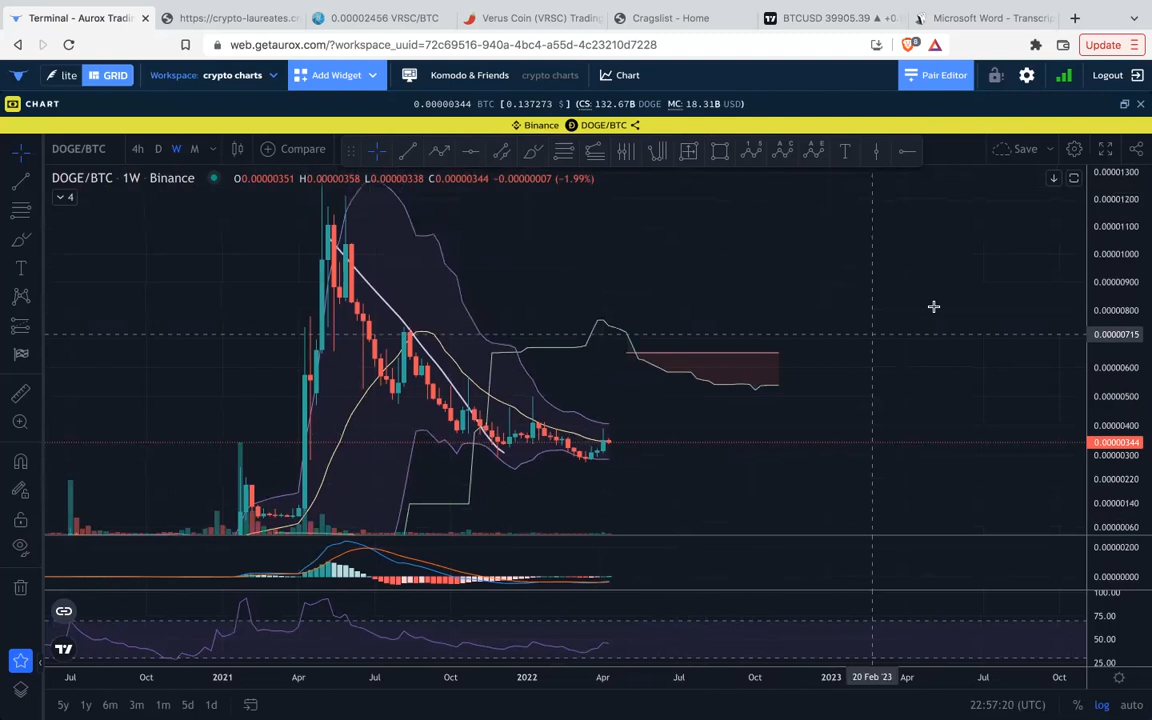 Terminal - Aurox Tradi
https://crypto-laureates.c
0.00002456 VRSC/BTC
Verus Coin (VRSC) Trading
Cragslist - Home
BTCUSD 39905.39 ▲ +0.5
Microsoft Word - Transcrip
web.getaurox.com/?workspace_uuid=72c69516-940a-4bc4-a55d-4c23210d7228
Update
lite
GRID
Workspace: crypto charts
Add Widget
Komodo & Friends
crypto charts
Chart
Pair Editor
Logout
CHART
0.00000344 BTC [0.137273 $] (CS: 132.67B DOGE MC: 18.31B USD)
Binance
DOGE/BTC
DOGE/BTC
4h
D
W
M
Compare
Save
DOGE/BTC · 1W · Binance
O0.00000351 H0.00000358 L0.00000338 C0.00000344 −0.00000007 (−1.99%)
4
0.00001300
0.00001200
0.00001000
0.00000900
0.00000800
0.00000715
0.00000600
0.00000500
0.00000400
0.00000344
0.00000300
0.00000220
0.00000140
0.00000060
0.00000200
0.00000000
100.00
75.00
50.00
25.00
Jul
Oct
2021
Apr
Jul
Oct
2022
Apr
Jul
Oct
2023
20 Feb '23
Apr
Jul
Oct
5y
1y
6m
3m
1m
5d
1d
22:57:20 (UTC)
%
log
auto